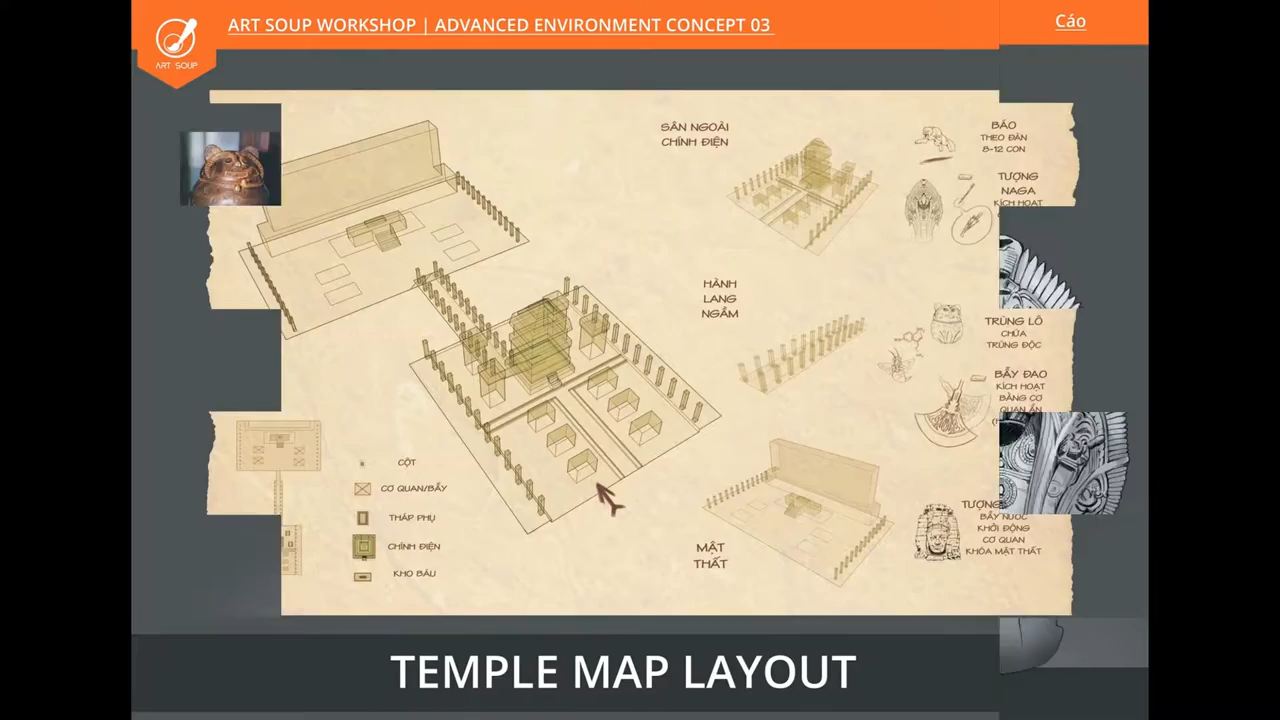 ART SOUP WORKSHOP | ADVANCED ENVIRONMENT CONCEPT 03
Cáo
ART SOUP
SÂN NGOÀI
CHÍNH ĐIỆN
BÁO
THEO ĐÀN
8-12 CON
TƯỢNG
NAGA
KÍCH HOẠT
HÀNH
LANG
NGẦM
TRÙNG LÔ
CHỨA
TRÙNG ĐỘC
BẪY ĐAO
KÍCH HOẠT
BẰNG CƠ
QUAN ẨN
CỘT
CƠ QUAN/BẪY
THÁP PHỤ
CHÍNH ĐIỆN
KHO BÁU
MẬT
THẤT
TƯỢNG
BẪY NƯỚC
KHỞI ĐỘNG
CƠ QUAN
KHÓA MẬT THẤT
TEMPLE MAP LAYOUT